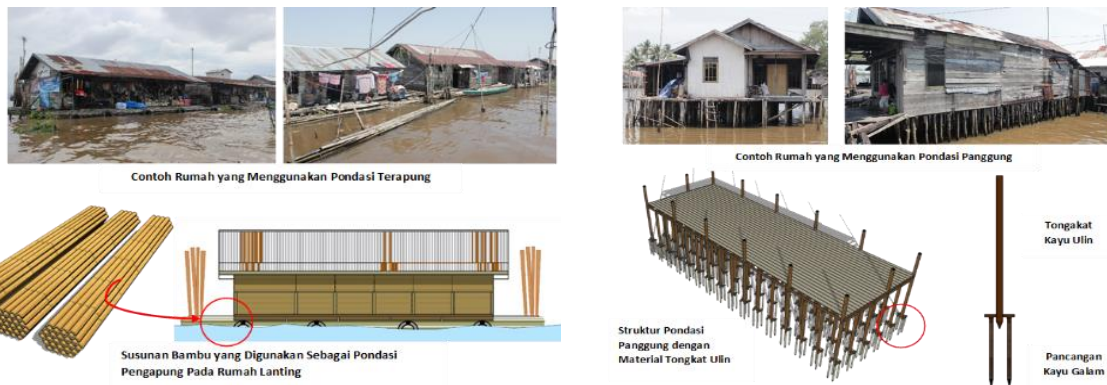 Contoh Rumah yang Menggunakan Pondasi Terapung
Susunan Bambu yang Digunakan Sebagai Pondasi
Pengapung Pada Rumah Lanting
Contoh Rumah yang Menggunakan Pondasi Panggung
Struktur Pondasi
Panggung dengan
Material Tongkat Ulin
Tongakat
Kayu Ulin
Pancangan
Kayu Galam